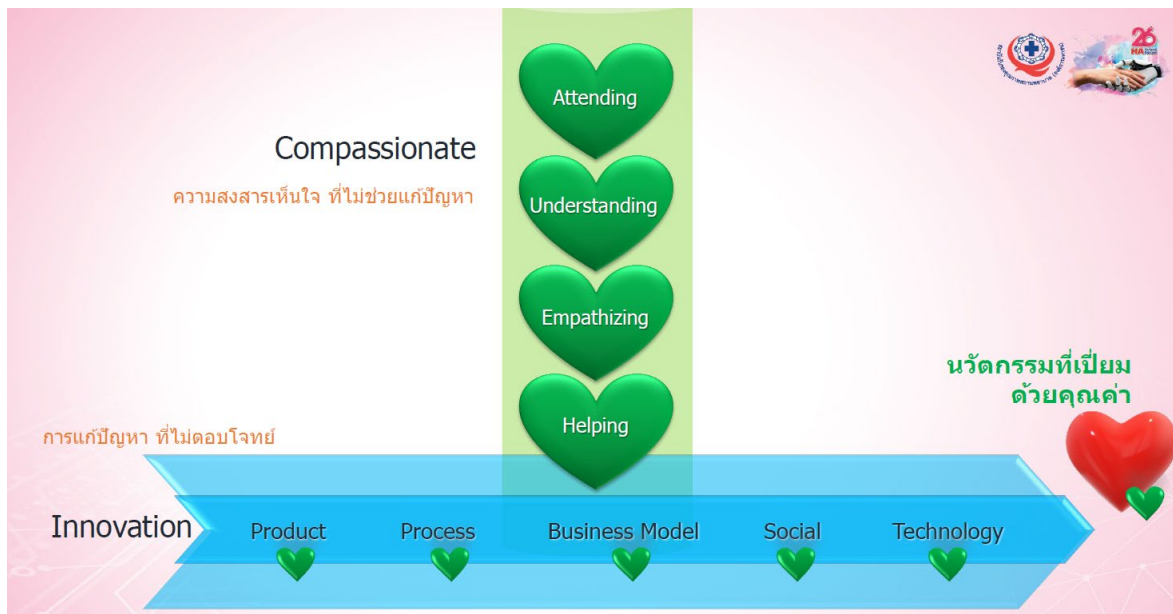 26
HA
Attending
Compassionate
ความสงสารเห็นใจ ที่ไม่ช่วยแก้ปัญหา
Understanding
Empathizing
นวัตกรรมที่เปี่ยม
ด้วยคุณค่า
Helping
การแก้ปัญหา ที่ไม่ตอบโจทย์
Innovation
Product
Process
Business Model
Social
Technology